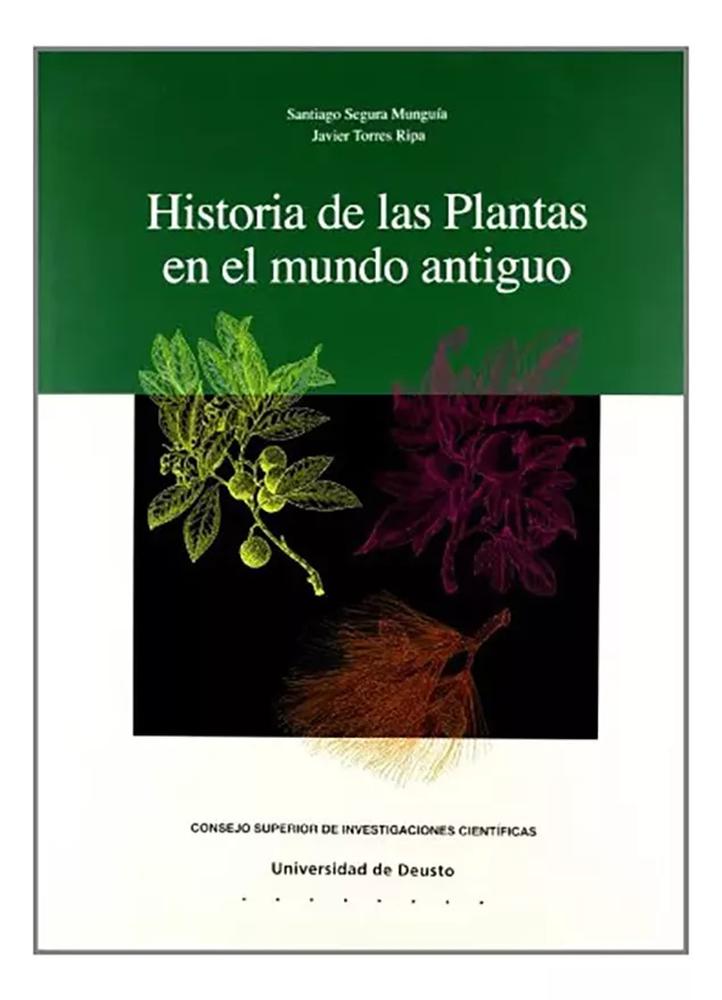 Santiago Segura Munguía
Javier Torres Ripa
Historia de las Plantas
en el mundo antiguo
CONSEJO SUPERIOR DE INVESTIGACIONES CIENTÍFICAS
Universidad de Deusto